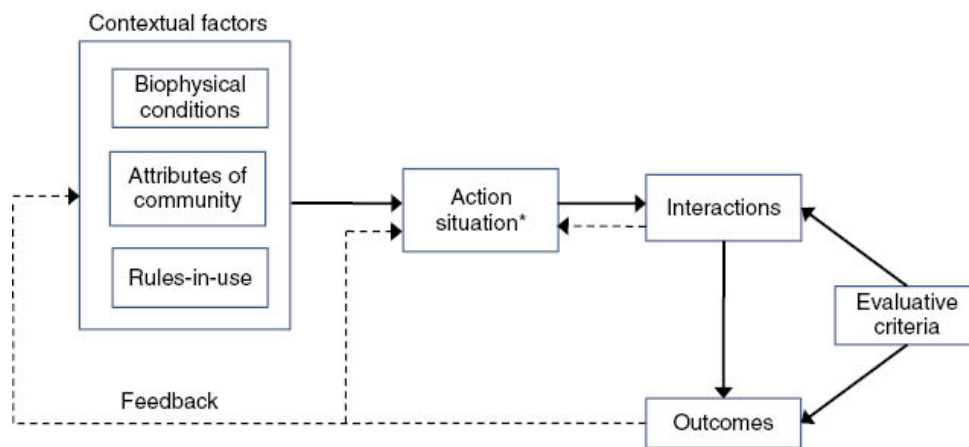 Contextual factors
Biophysical
conditions
Attributes of
community
Rules-in-use
Action
situation*
Interactions
Evaluative
criteria
Feedback
Outcomes